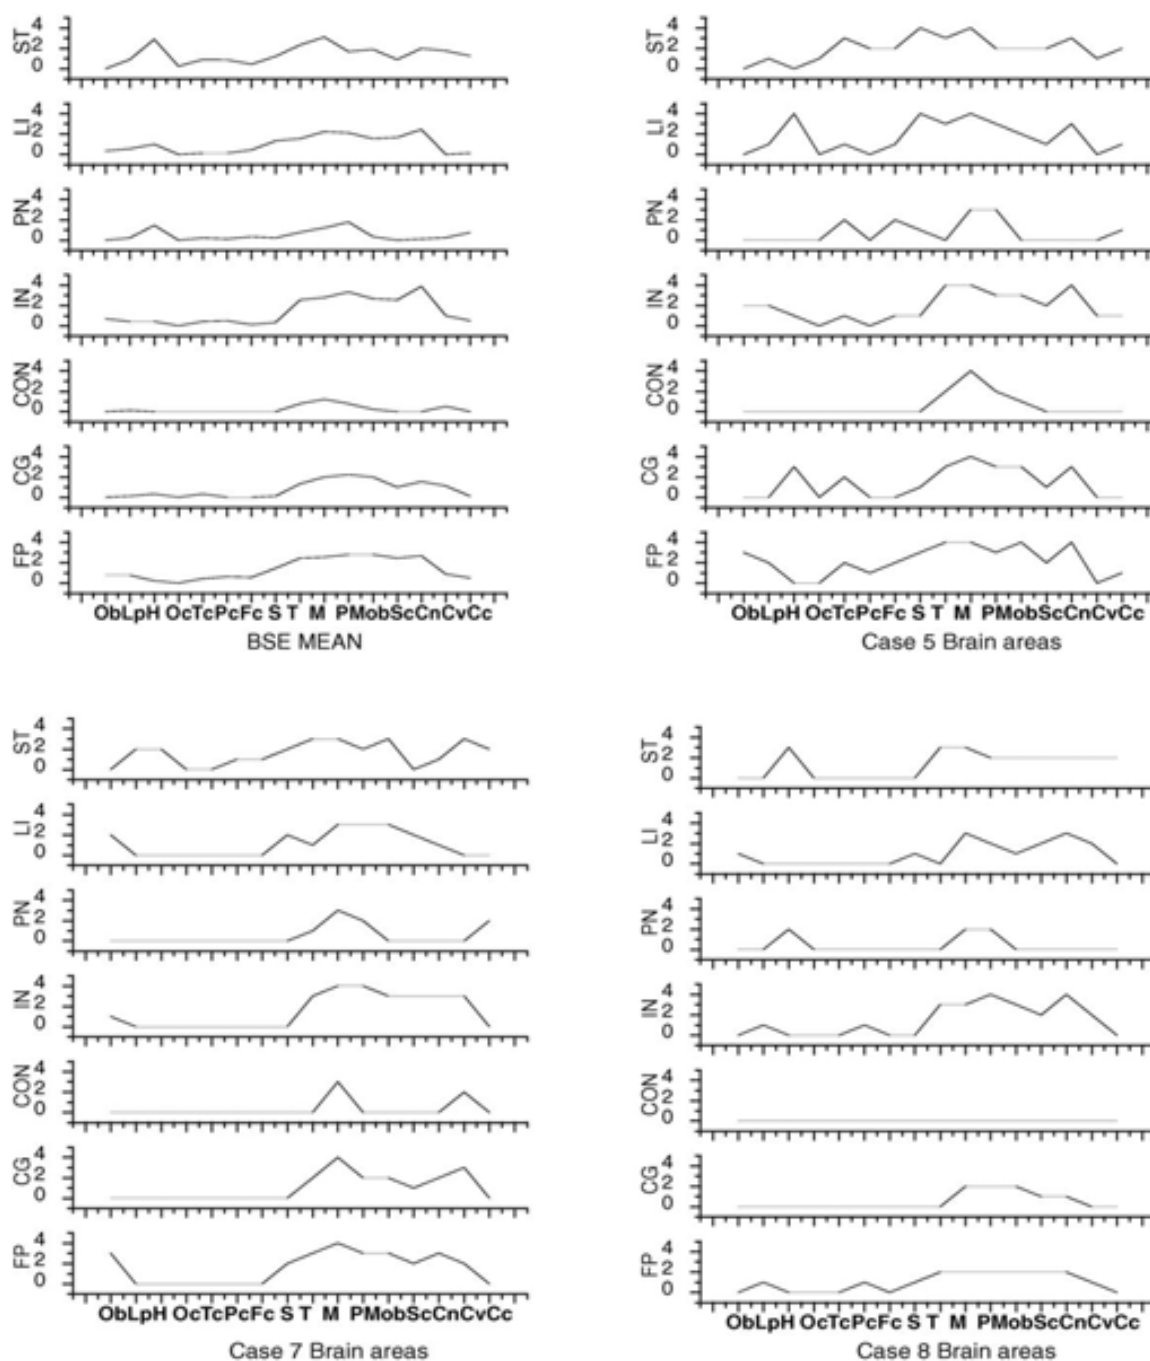 ST 4 2 0
LI 4 2 0
PN 4 2 0
IN 4 2 0
CON 4 2 0
CG 4 2 0
FP 4 2 0
ObLpH OcTcPcFc S T M PMobScCnCvCc
BSE MEAN
ST 4 2 0
LI 4 2 0
PN 4 2 0
IN 4 2 0
CON 4 2 0
CG 4 2 0
FP 4 2 0
ObLpH OcTcPcFc S T M PMobScCnCvCc
Case 5 Brain areas
ST 4 2 0
LI 4 2 0
PN 4 2 0
IN 4 2 0
CON 4 2 0
CG 4 2 0
FP 4 2 0
ObLpH OcTcPcFc S T M PMobScCnCvCc
Case 7 Brain areas
ST 4 2 0
LI 4 2 0
PN 4 2 0
IN 4 2 0
CON 4 2 0
CG 4 2 0
FP 4 2 0
ObLpH OcTcPcFc S T M PMobScCnCvCc
Case 8 Brain areas